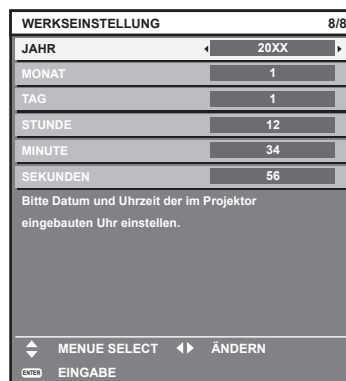 WERKSEINSTELLUNG 8/8
JAHR 20XX
MONAT 1
TAG 1
STUNDE 12
MINUTE 34
SEKUNDEN 56
Bitte Datum und Uhrzeit der im Projektor
eingebauten Uhr einstellen.
MENUE SELECT ÄNDERN
ENTER EINGABE